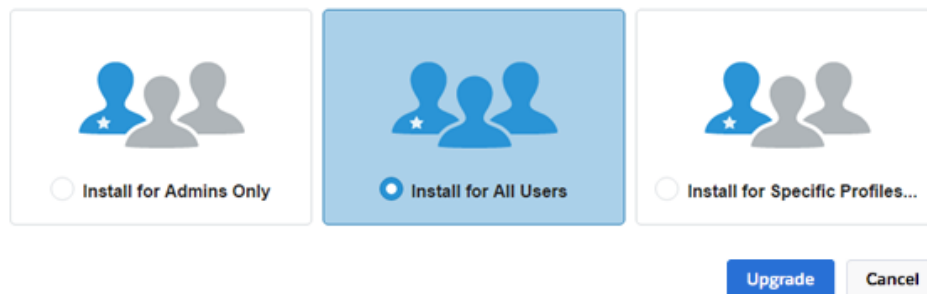 Install for Admins Only
Install for All Users
Install for Specific Profiles...
Upgrade
Cancel